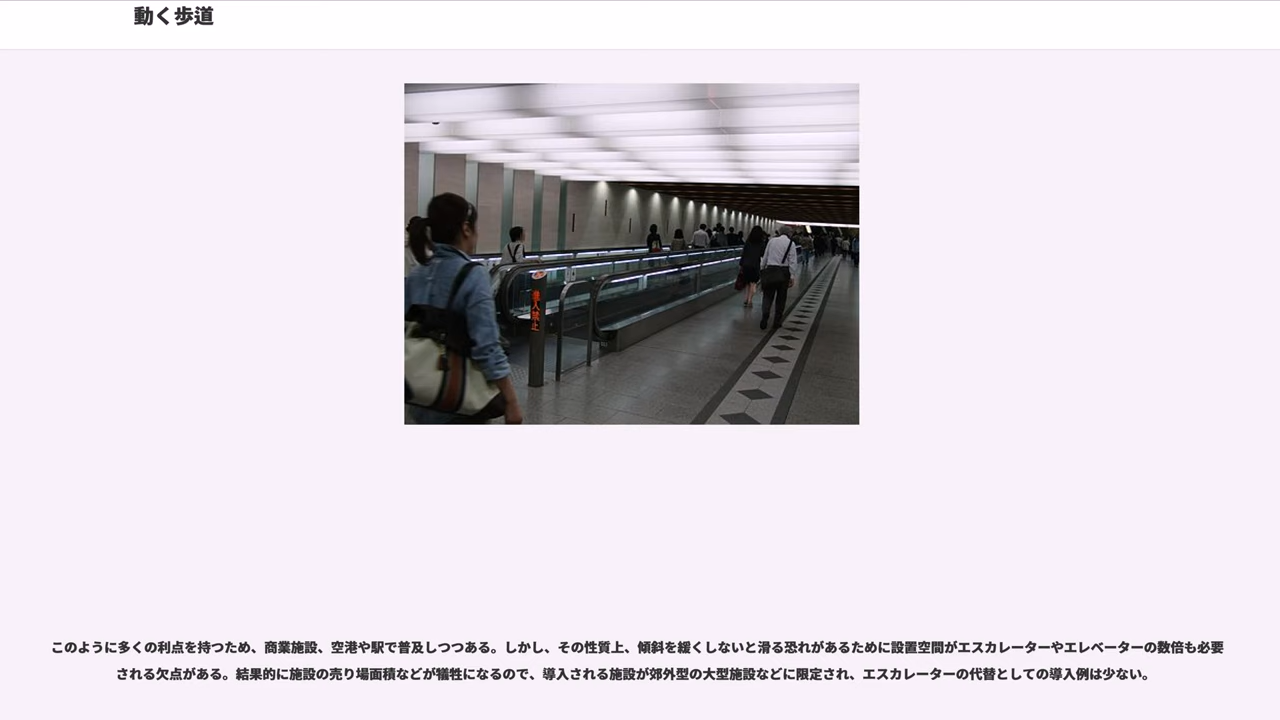 動く歩道
進入禁止
このように多くの利点を持つため、商業施設、空港や駅で普及しつつある。しかし、その性質上、傾斜を緩くしないと滑る恐れがあるために設置空間がエスカレーターやエレベーターの数倍も必要
される欠点がある。結果的に施設の売り場面積などが犠牲になるので、導入される施設が郊外型の大型施設などに限定され、エスカレーターの代替としての導入例は少ない。